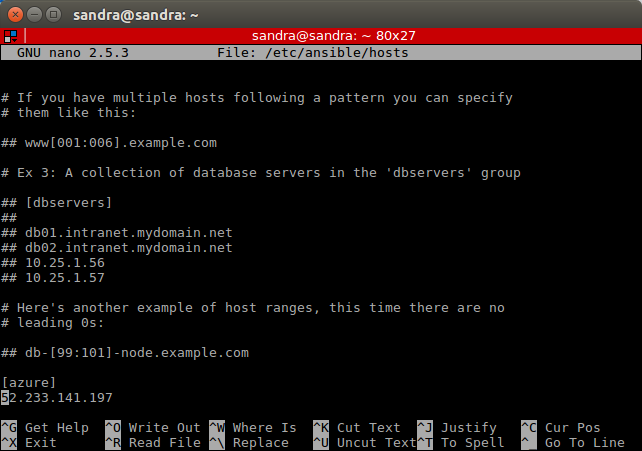 sandra@sandra: ~
sandra@sandra: ~ 80x27
GNU nano 2.5.3 File: /etc/ansible/hosts
# If you have multiple hosts following a pattern you can specify
# them like this:
## www[001:006].example.com
# Ex 3: A collection of database servers in the 'dbservers' group
## [dbservers]
##
## db01.intranet.mydomain.net
## db02.intranet.mydomain.net
## 10.25.1.56
## 10.25.1.57
# Here's another example of host ranges, this time there are no
# leading 0s:
## db-[99:101]-node.example.com
[azure]
52.233.141.197
^G Get Help ^O Write Out ^W Where Is ^K Cut Text ^J Justify ^C Cur Pos
^X Exit ^R Read File ^\ Replace ^U Uncut Text ^T To Spell ^_ Go To Line